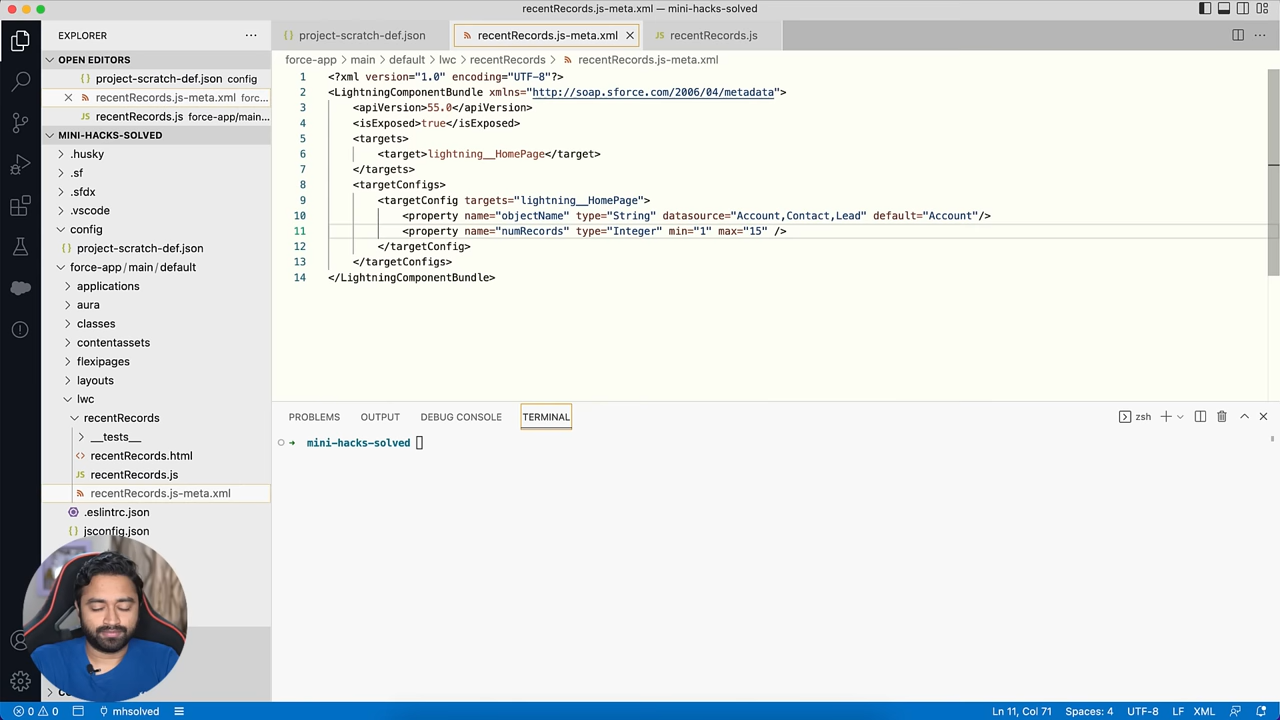 recentRecords.js-meta.xml — mini-hacks-solved
EXPLORER
OPEN EDITORS
project-scratch-def.json config
recentRecords.js-meta.xml forc...
recentRecords.js force-app/main...
MINI-HACKS-SOLVED
.husky
.sf
.sfdx
.vscode
config
project-scratch-def.json
force-app/main/default
applications
aura
classes
contentassets
flexipages
layouts
lwc
recentRecords
__tests__
recentRecords.html
recentRecords.js
recentRecords.js-meta.xml
.eslintrc.json
jsconfig.json
project-scratch-def.json
recentRecords.js-meta.xml
recentRecords.js
force-app > main > default > lwc > recentRecords > recentRecords.js-meta.xml
1 <?xml version="1.0" encoding="UTF-8"?>
2 <LightningComponentBundle xmlns="http://soap.sforce.com/2006/04/metadata">
3 <apiVersion>55.0</apiVersion>
4 <isExposed>true</isExposed>
5 <targets>
6 <target>lightning__HomePage</target>
7 </targets>
8 <targetConfigs>
9 <targetConfig targets="lightning__HomePage">
10 <property name="objectName" type="String" datasource="Account,Contact,Lead" default="Account"/>
11 <property name="numRecords" type="Integer" min="1" max="15" />
12 </targetConfig>
13 </targetConfigs>
14 </LightningComponentBundle>
PROBLEMS OUTPUT DEBUG CONSOLE TERMINAL
zsh
mini-hacks-solved
0 0 mhsolved
Ln 11, Col 71 Spaces: 4 UTF-8 LF XML